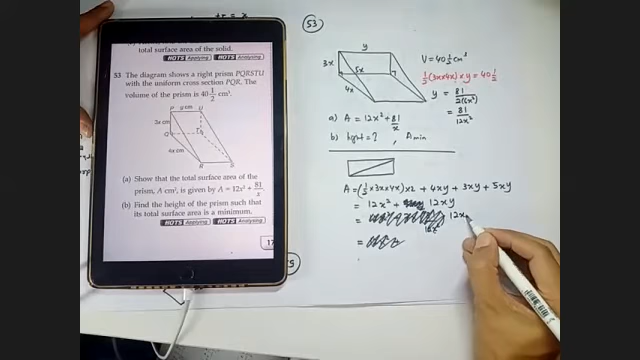 total surface area of the solid.
HOTS Applying HOTS Analysing
53 The diagram shows a right prism PQRSTU
with the uniform cross section PQR. The
volume of the prism is 40 1/2 cm³.
P y cm U
3x cm
Q T
4x cm
R S
(a) Show that the total surface area of the
prism, A cm², is given by A = 12x² + 81/x
(b) Find the height of the prism such that
its total surface area is a minimum.
HOTS Applying HOTS Analysing
17
53
y
3x
5x
4x
V = 40 1/2 cm³
1/2 (3x × 4x) × y = 40 1/2
y = 81/2(6x²)
= 81/12x²
a) A = 12x² + 81/x
b) hght = ? , A min
A = (1/2 × 3x × 4x) × 2 + 4xy + 3xy + 5xy
= 12x² + 12xy
= 12x
=